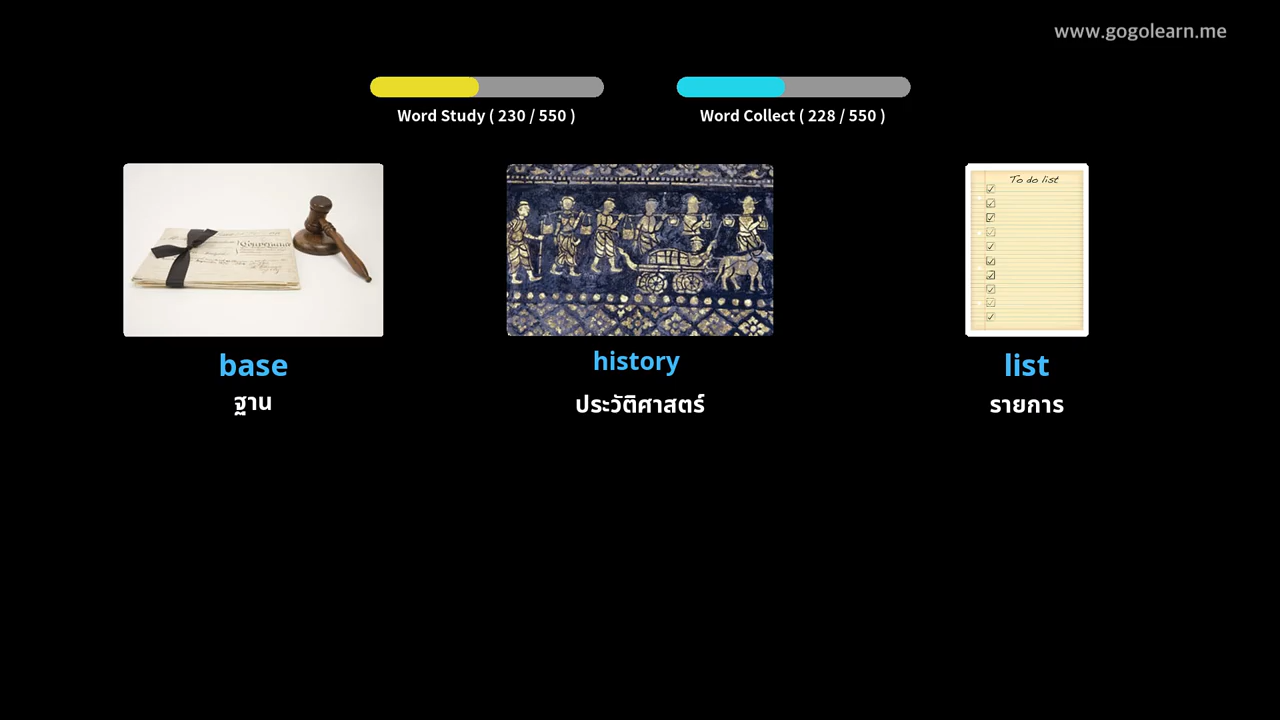 www.gogolearn.me
Word Study ( 230 / 550 )
Word Collect ( 228 / 550 )
To do list
base
history
list
ฐาน
ประวัติศาสตร์
รายการ